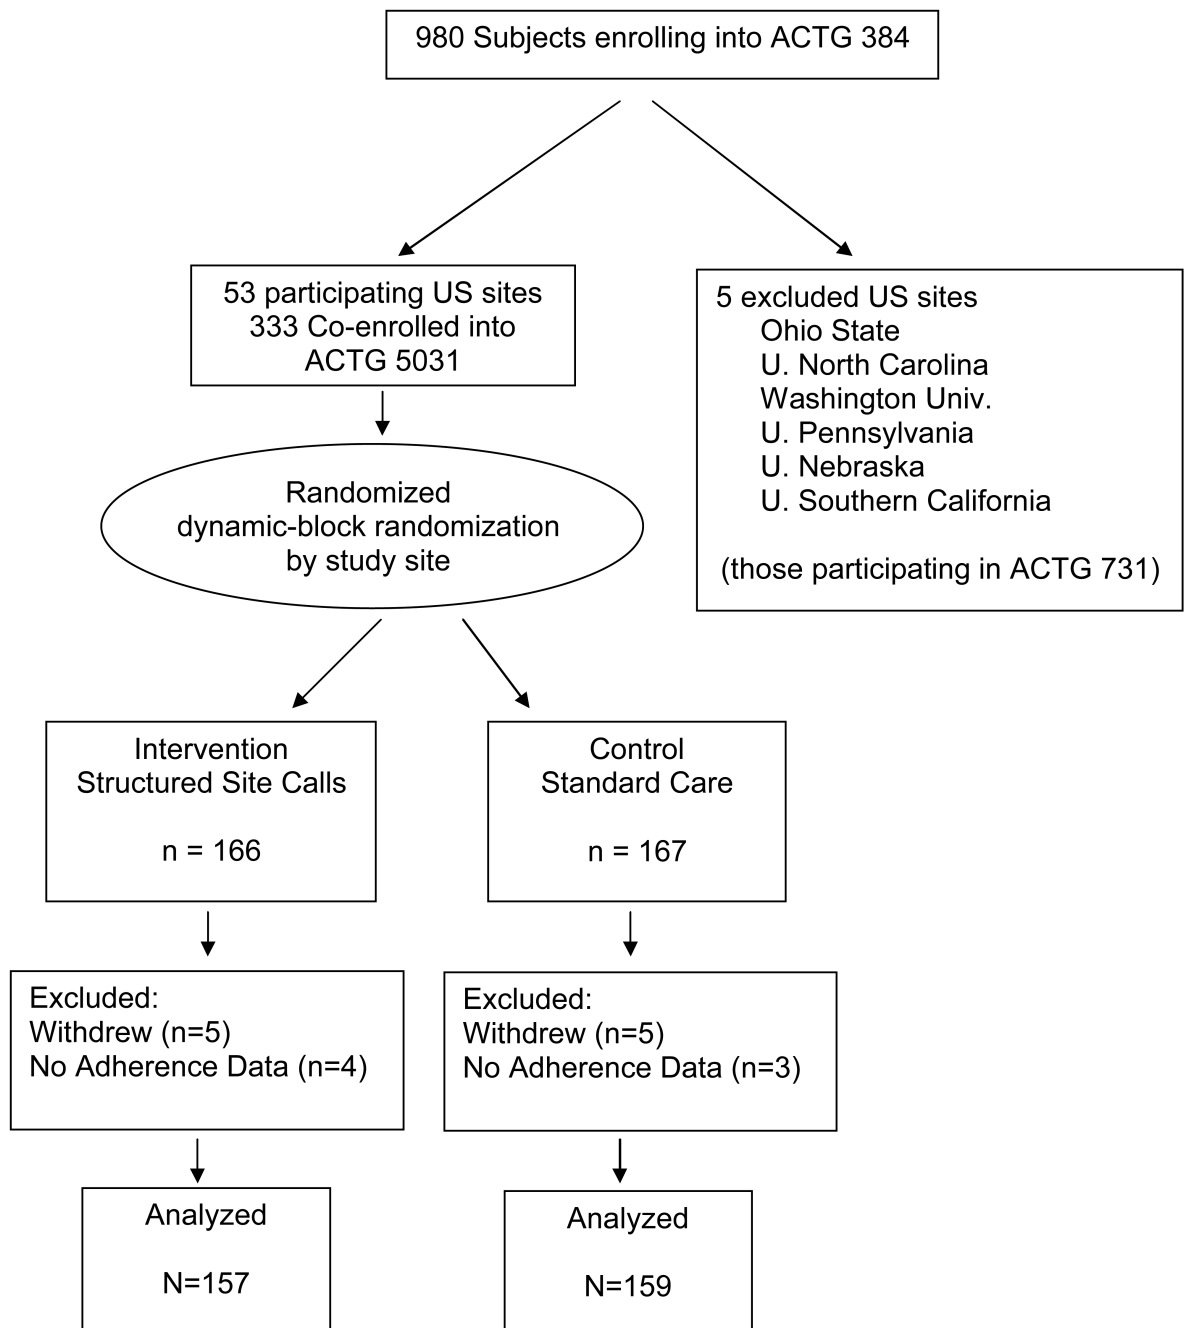 980 Subjects enrolling into ACTG 384
53 participating US sites
333 Co-enrolled into
ACTG 5031
5 excluded US sites
Ohio State
U. North Carolina
Washington Univ.
U. Pennsylvania
U. Nebraska
U. Southern California
(those participating in ACTG 731)
Randomized
dynamic-block randomization
by study site
Intervention
Structured Site Calls
n = 166
Control
Standard Care
n = 167
Excluded:
Withdrew (n=5)
No Adherence Data (n=4)
Excluded:
Withdrew (n=5)
No Adherence Data (n=3)
Analyzed
N=157
Analyzed
N=159